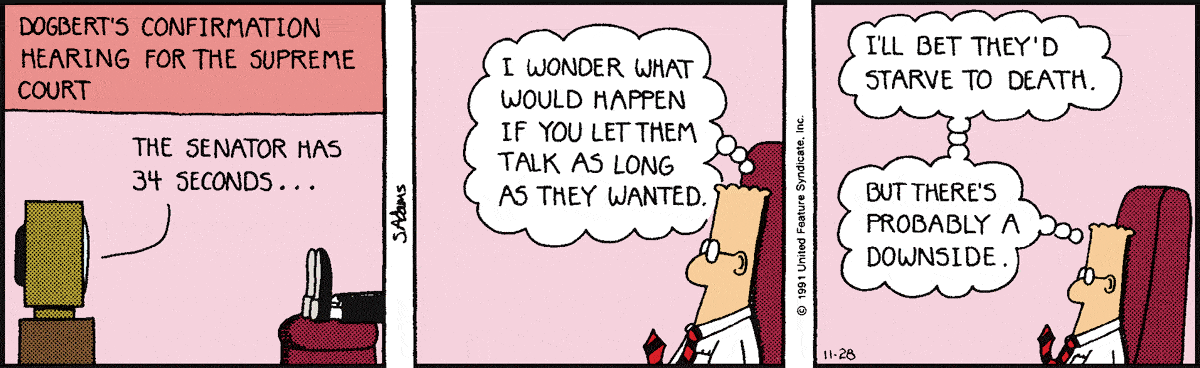 DOGBERT'S CONFIRMATION
HEARING FOR THE SUPREME
COURT
THE SENATOR HAS
34 SECONDS...
S.Adams
I WONDER WHAT
WOULD HAPPEN
IF YOU LET THEM
TALK AS LONG
AS THEY WANTED.
© 1991 United Feature Syndicate, Inc.
I'LL BET THEY'D
STARVE TO DEATH.
BUT THERE'S
PROBABLY A
DOWNSIDE.
11-28